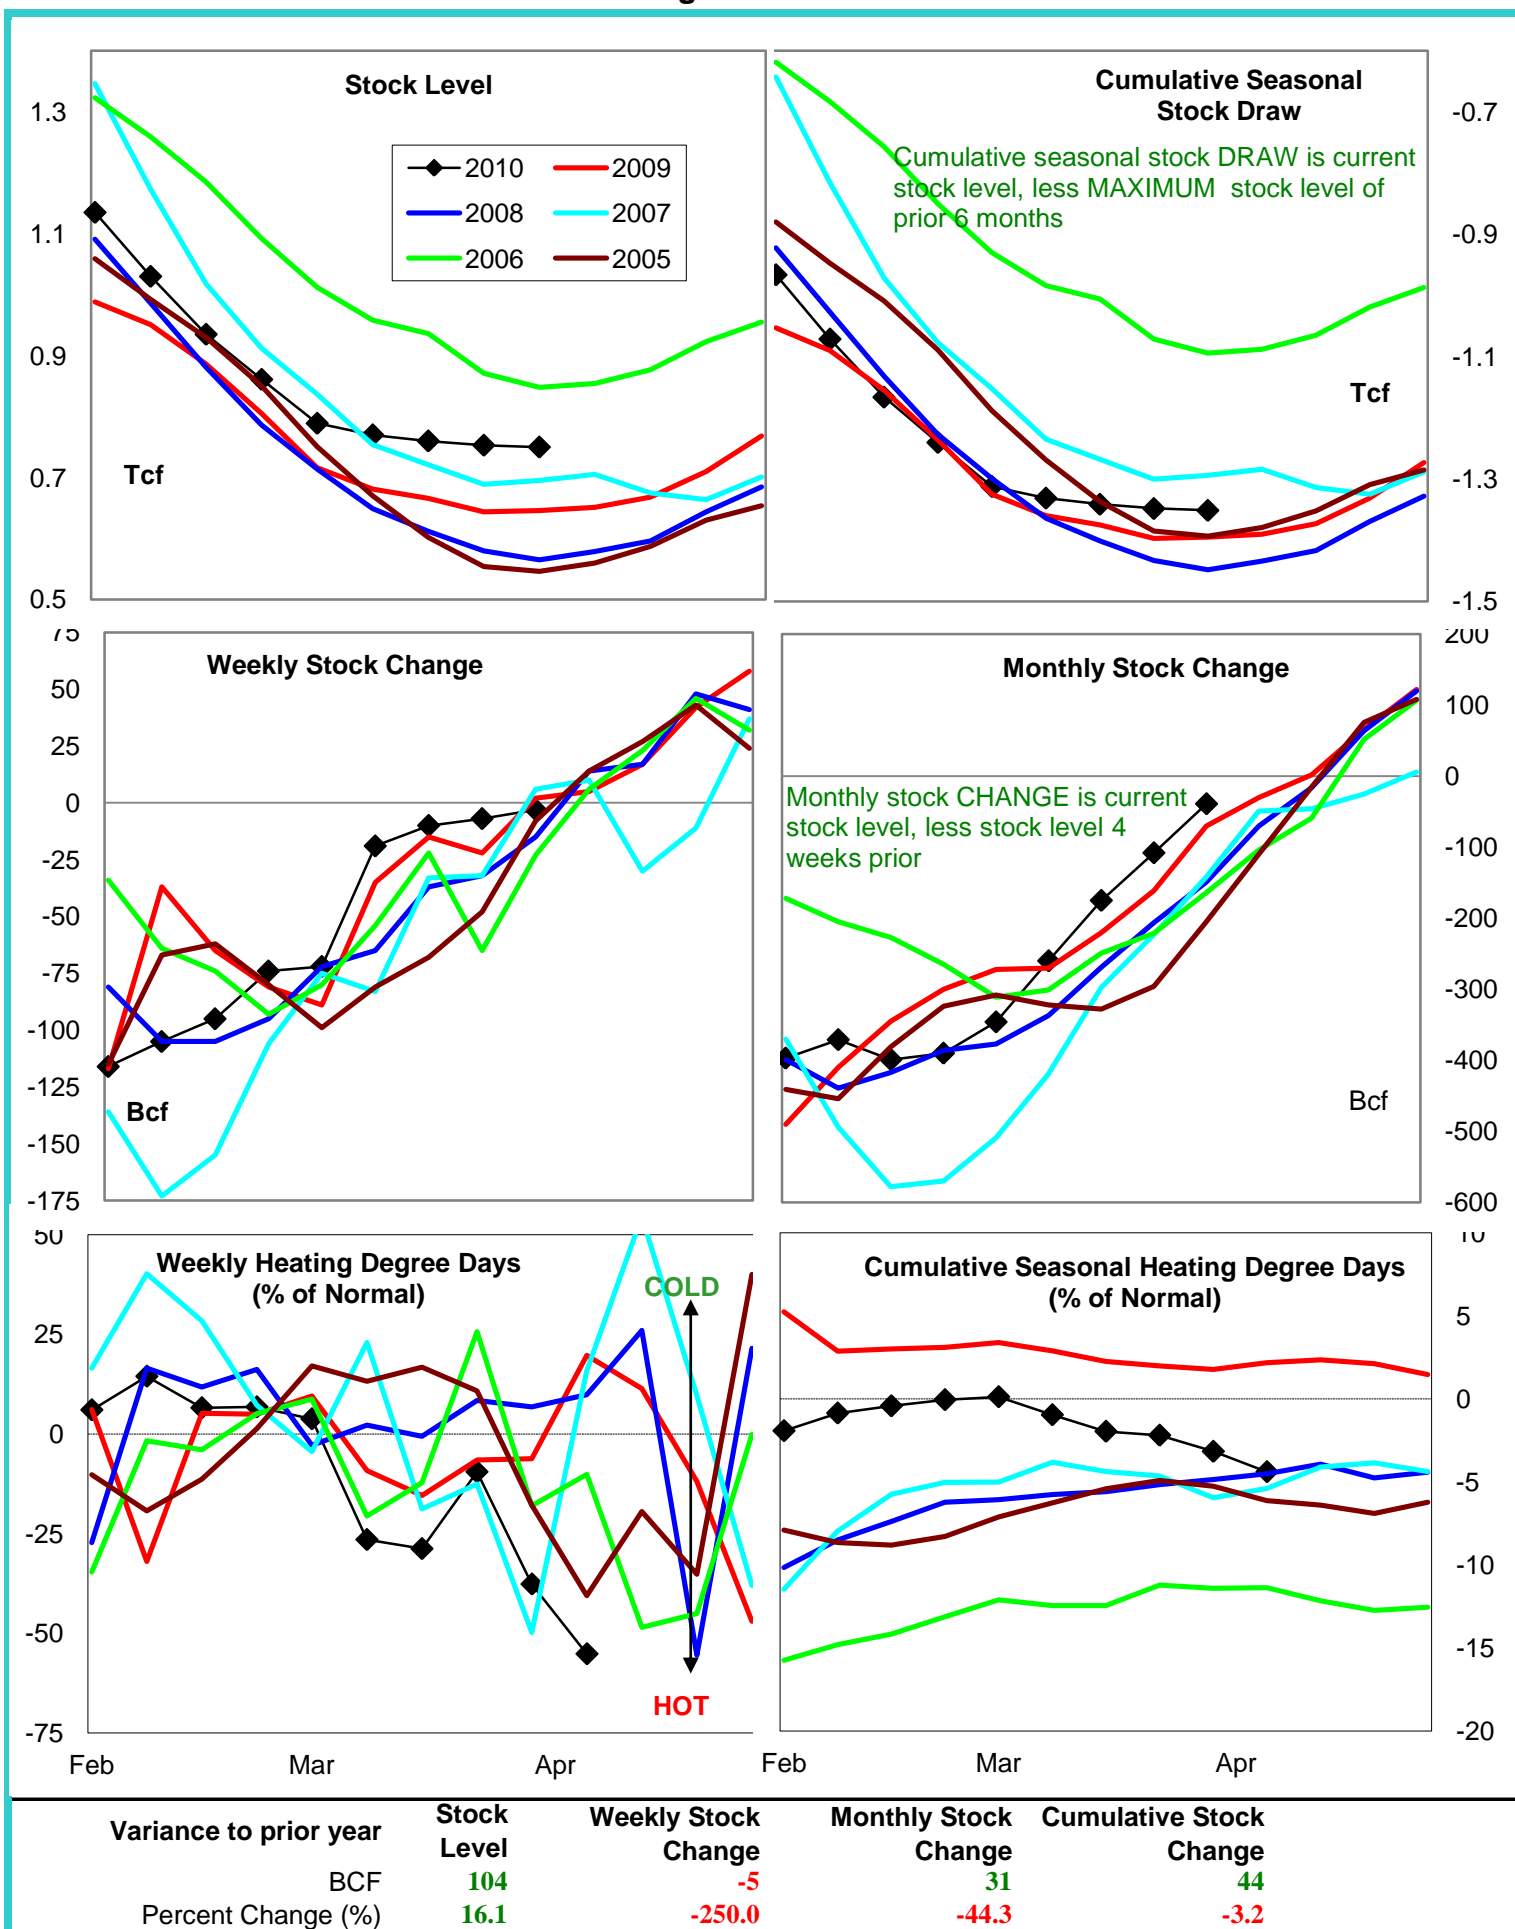 Stock Level
1.3
1.1
0.9
0.7
0.5
2010
2009
2008
2007
2006
2005
Tcf
Cumulative Seasonal
Stock Draw
Cumulative seasonal stock DRAW is current
stock level, less MAXIMUM stock level of
prior 6 months
Tcf
-0.7
-0.9
-1.1
-1.3
-1.5
Weekly Stock Change
75
50
25
0
-25
-50
-75
-100
-125
-150
-175
Bcf
Monthly Stock Change
Monthly stock CHANGE is current
stock level, less stock level 4
weeks prior
Bcf
200
100
0
-100
-200
-300
-400
-500
-600
Weekly Heating Degree Days
(% of Normal)
50
25
0
-25
-50
-75
COLD
HOT
Feb
Mar
Apr
Cumulative Seasonal Heating Degree Days
(% of Normal)
10
5
0
-5
-10
-15
-20
Feb
Mar
Apr
Variance to prior year
Stock Level
Weekly Stock Change
Monthly Stock Change
Cumulative Stock Change
BCF 104 -5 31 44
Percent Change (%) 16.1 -250.0 -44.3 -3.2